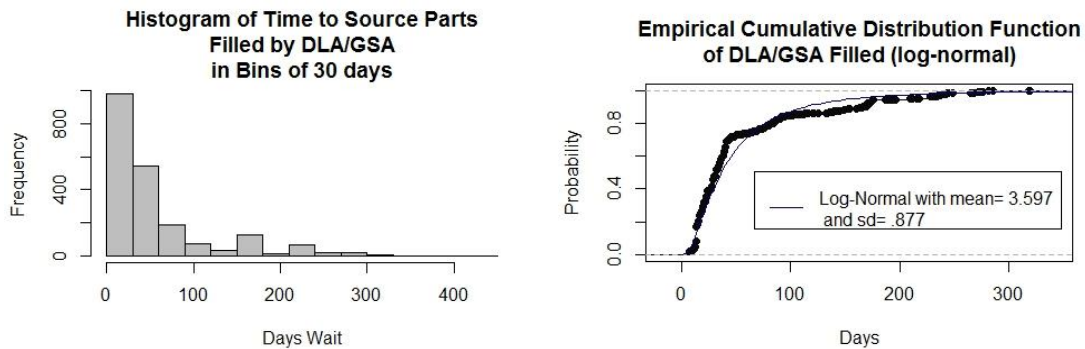 Histogram of Time to Source Parts
Filled by DLA/GSA
in Bins of 30 days
Frequency
0
400
800
0
100
200
300
400
Days Wait
Empirical Cumulative Distribution Function
of DLA/GSA Filled (log-normal)
Probability
0.0
0.4
0.8
Log-Normal with mean= 3.597
and sd= .877
0
100
200
300
Days